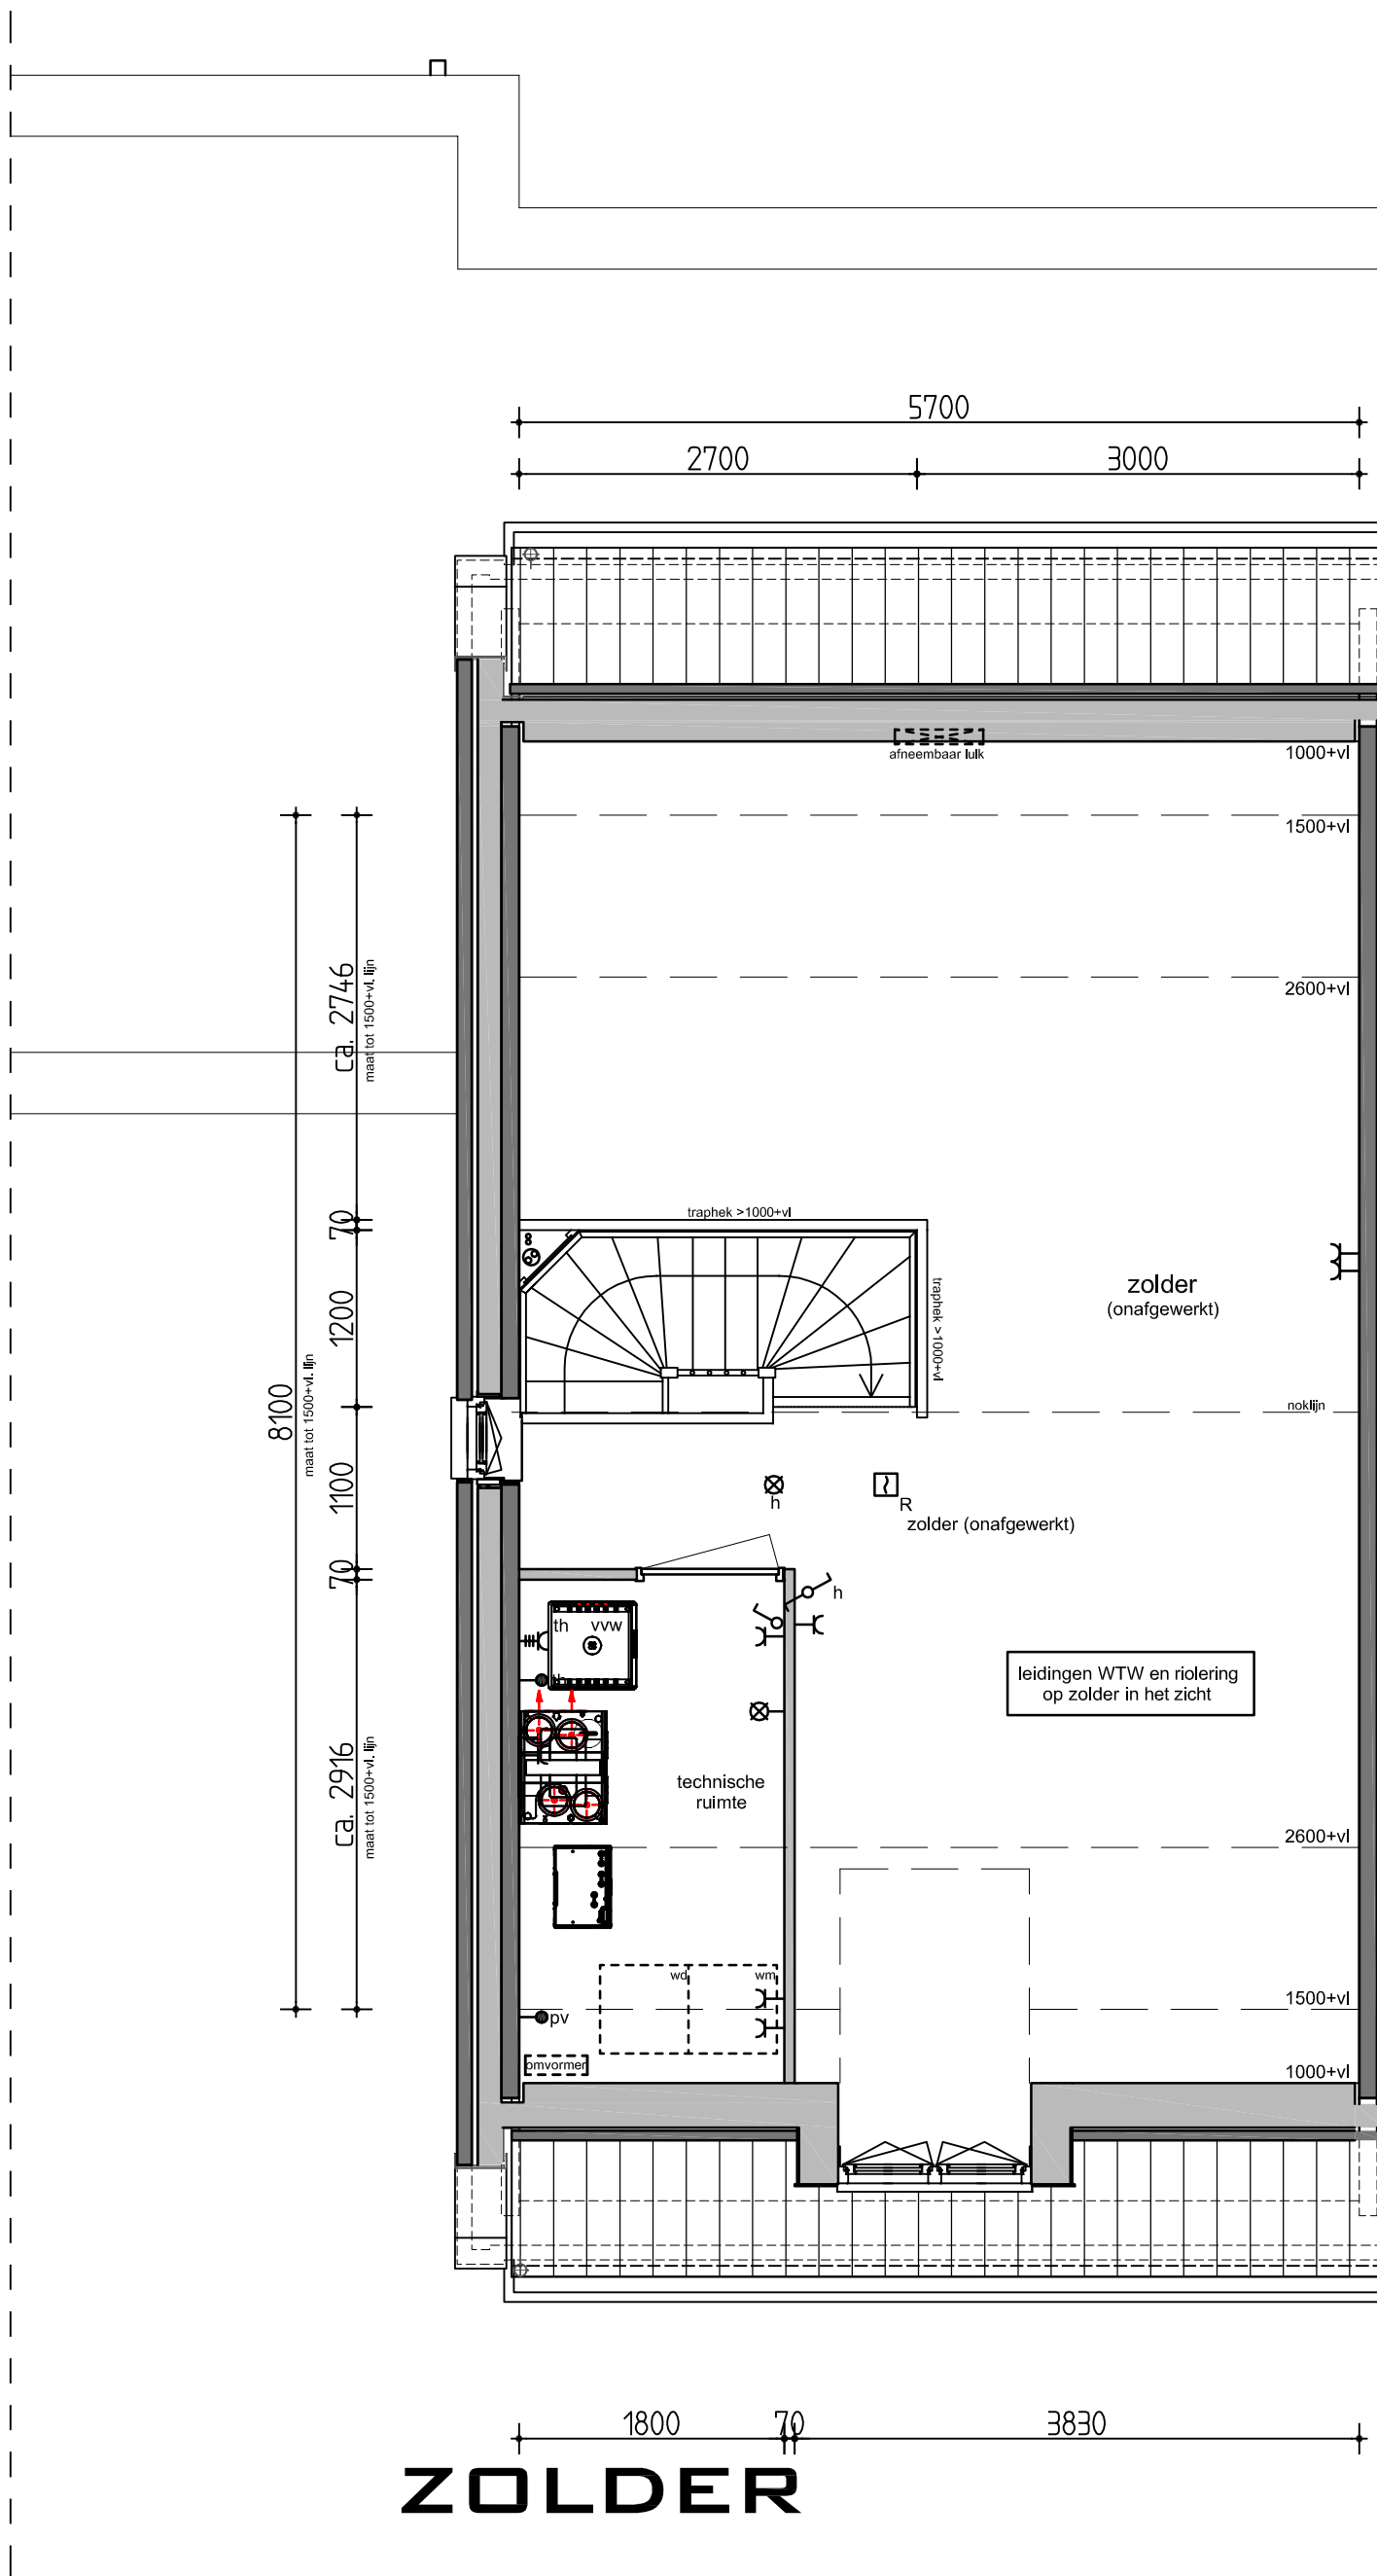 5700
2700
3000
afneembaar luik
1000+vl
1500+vl
2600+vl
ca. 2746
maat tot 1500+vl. lijn
70
traphek >1000+vl
traphek >1000+vl
zolder
(onafgewerkt)
1200
8100
maat tot 1500+vl. lijn
noklijn
1100
h
R
zolder (onafgewerkt)
70
h
th
vvw
th
leidingen WTW en riolering
op zolder in het zicht
ca. 2916
maat tot 1500+vl. lijn
technische
ruimte
2600+vl
wd
wm
1500+vl
pv
omvormer
1000+vl
1800
70
3830
ZOLDER